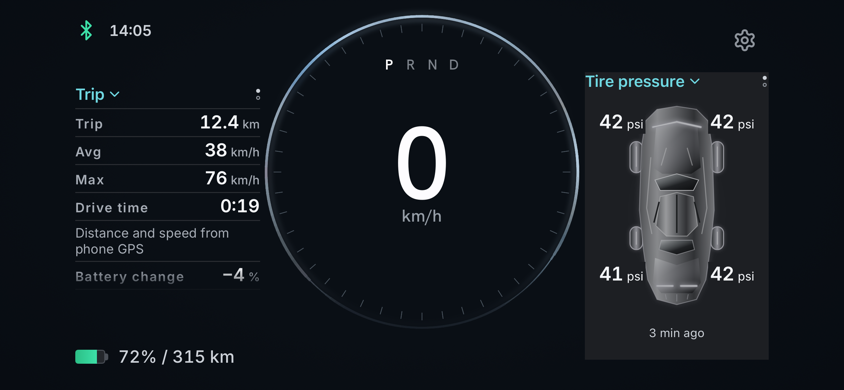 14:05
P R N D
Trip
Trip 12.4 km
Avg 38 km/h
Max 76 km/h
Drive time 0:19
Distance and speed from
phone GPS
Battery change −4 %
72% / 315 km
0
km/h
Tire pressure
42 psi 42 psi
41 psi 42 psi
3 min ago